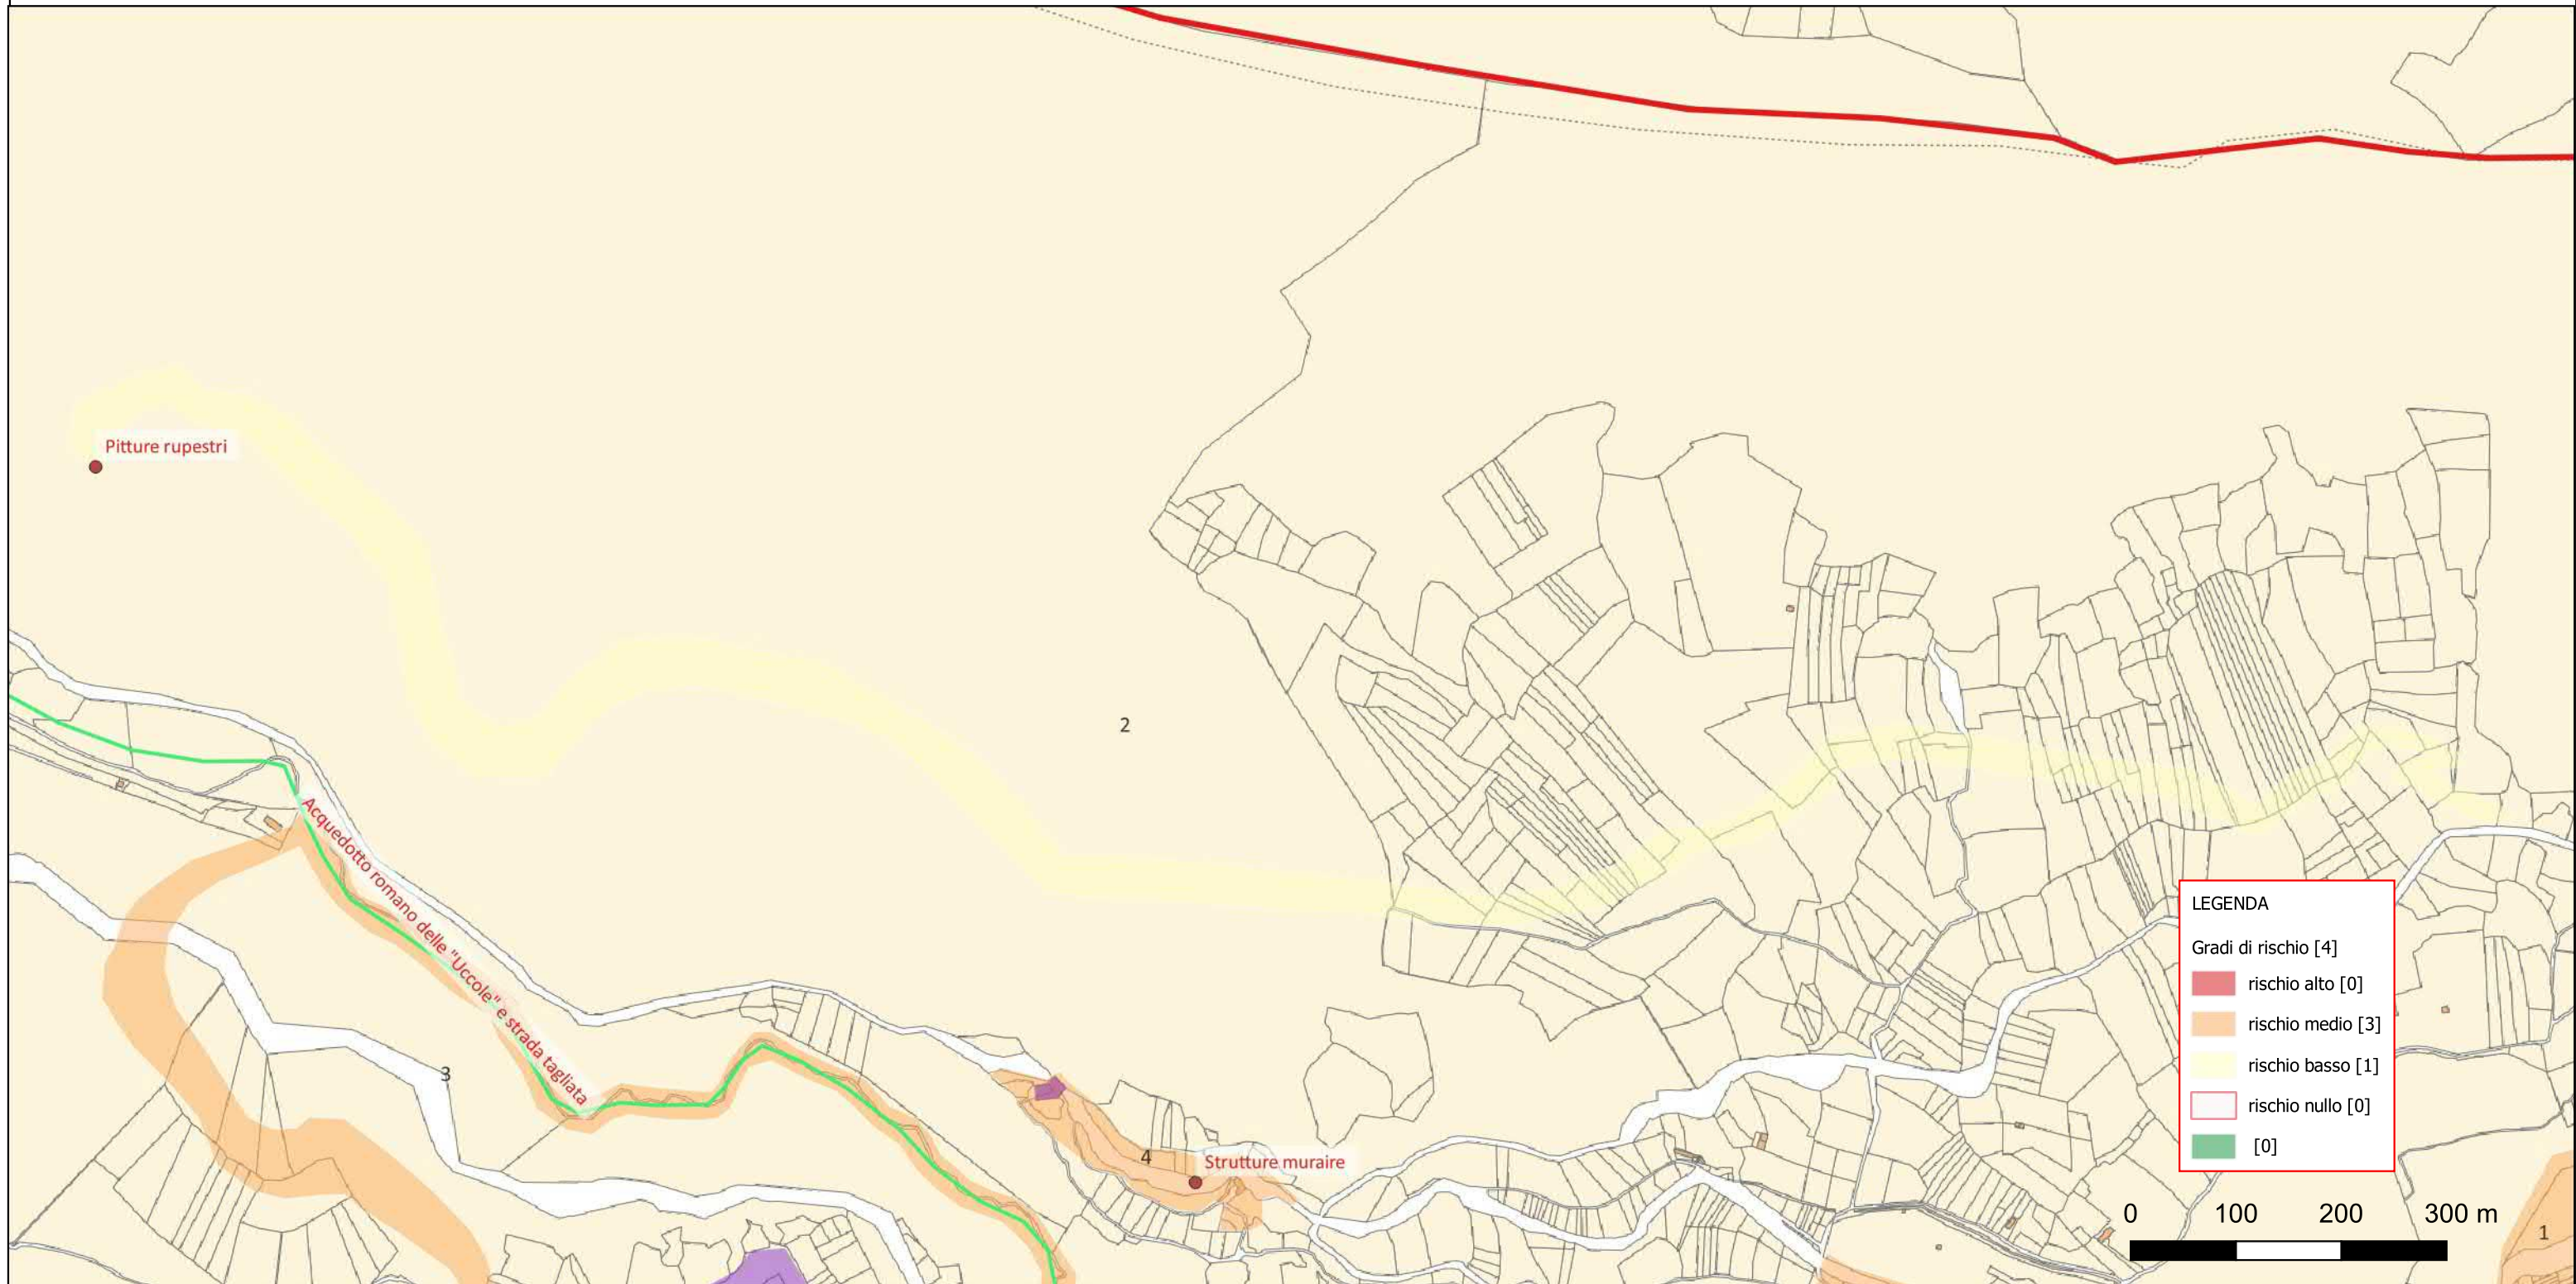 Pitture rupestri
2
Acquedotto romano delle "Uccole" e strada tagliata
3
4
Strutture muraire
LEGENDA
Gradi di rischio [4]
rischio alto [0]
rischio medio [3]
rischio basso [1]
rischio nullo [0]
[0]
0 100 200 300 m
1